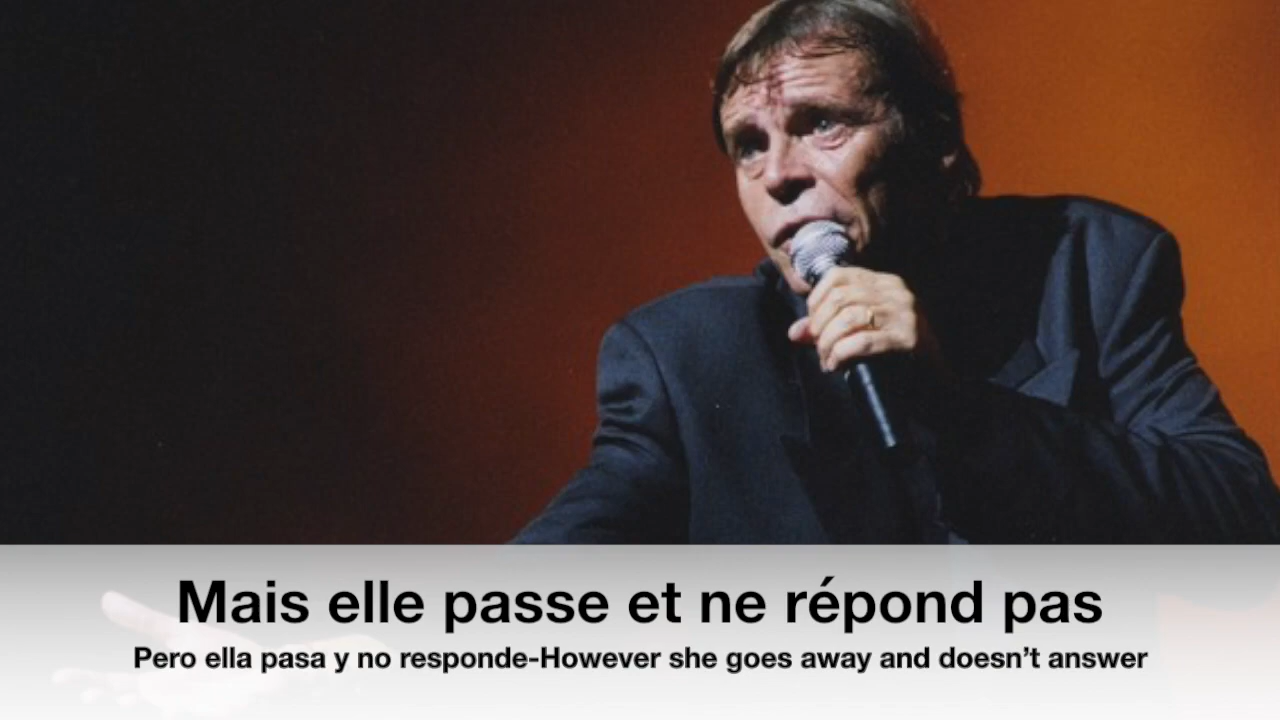 Mais elle passe et ne répond pas
Pero ella pasa y no responde-However she goes away and doesn’t answer